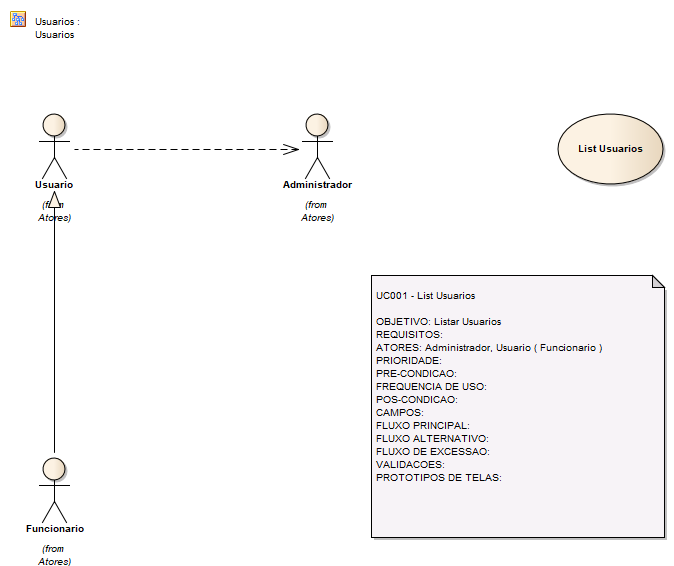 Usuarios :
Usuarios
Usuario
(from
Atores)
Administrador
(from
Atores)
List Usuarios
UC001 - List Usuarios
OBJETIVO: Listar Usuarios
REQUISITOS:
ATORES: Administrador, Usuario ( Funcionario )
PRIORIDADE:
PRE-CONDICAO:
FREQUENCIA DE USO:
POS-CONDICAO:
CAMPOS:
FLUXO PRINCIPAL:
FLUXO ALTERNATIVO:
FLUXO DE EXCESSAO:
VALIDACOES:
PROTOTIPOS DE TELAS:
Funcionario
(from
Atores)